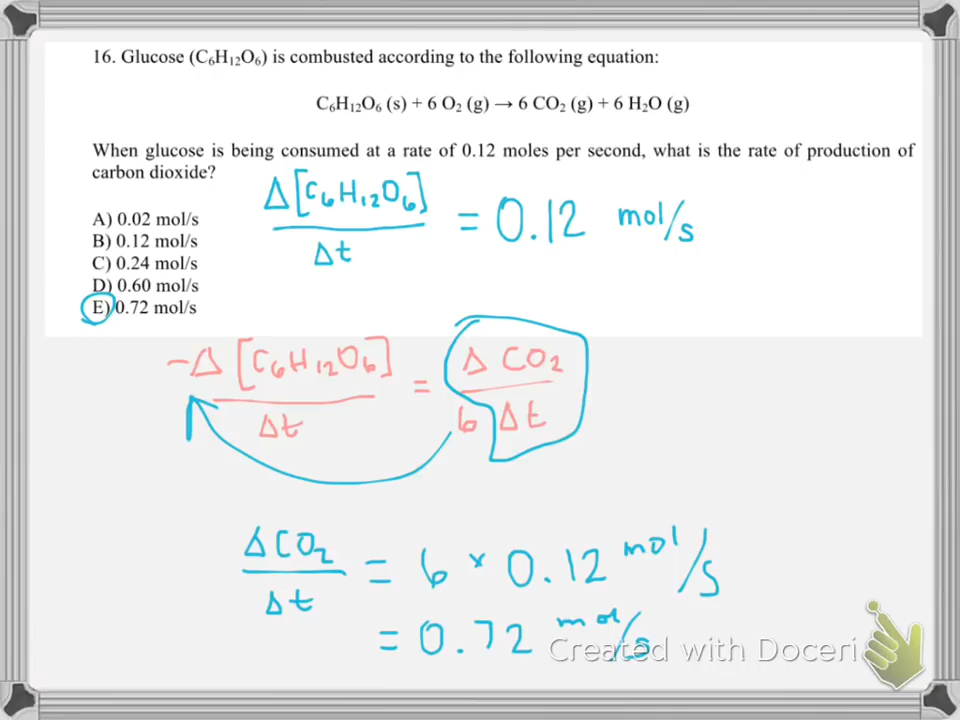 16. Glucose (C₆H₁₂O₆) is combusted according to the following equation:
C₆H₁₂O₆ (s) + 6 O₂ (g) → 6 CO₂ (g) + 6 H₂O (g)
When glucose is being consumed at a rate of 0.12 moles per second, what is the rate of production of
carbon dioxide?
A) 0.02 mol/s
B) 0.12 mol/s
C) 0.24 mol/s
D) 0.60 mol/s
E) 0.72 mol/s
Δ[C₆H₁₂O₆]
= 0.12 mol/s
Δt
-Δ[C₆H₁₂O₆] = Δ CO₂
Δt 6 Δt
ΔCO₂
= 6 × 0.12 mol/s
Δt
= 0.72 mol/s
Created with Doceri